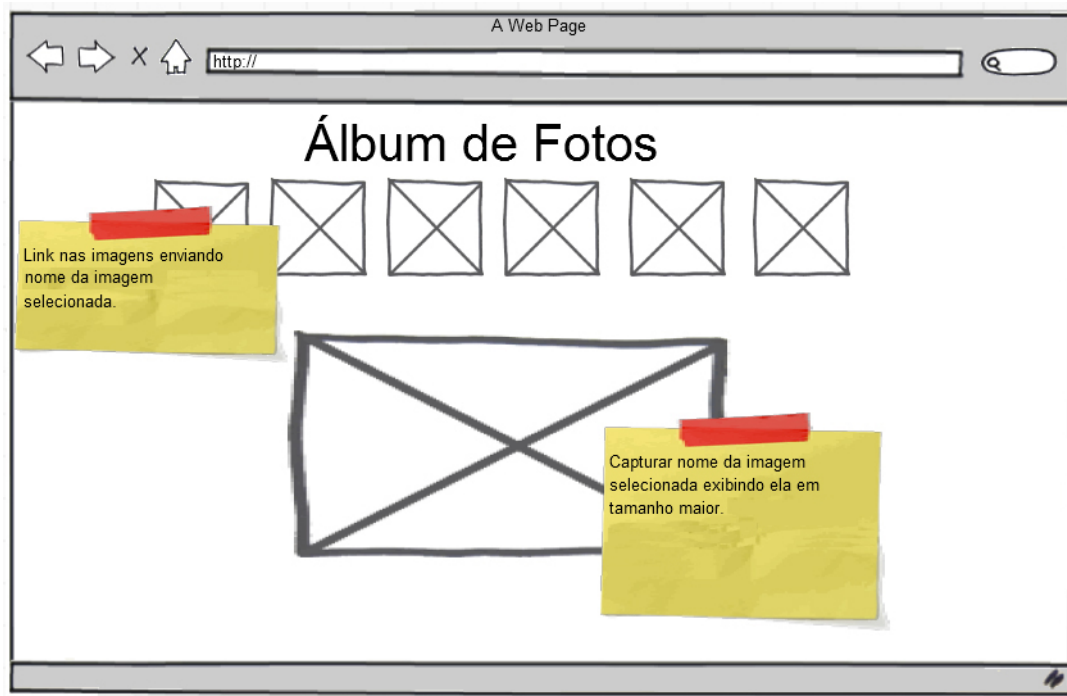 A Web Page
http://
Álbum de Fotos
Link nas imagens enviando
nome da imagem
selecionada.
Capturar nome da imagem
selecionada exibindo ela em
tamanho maior.